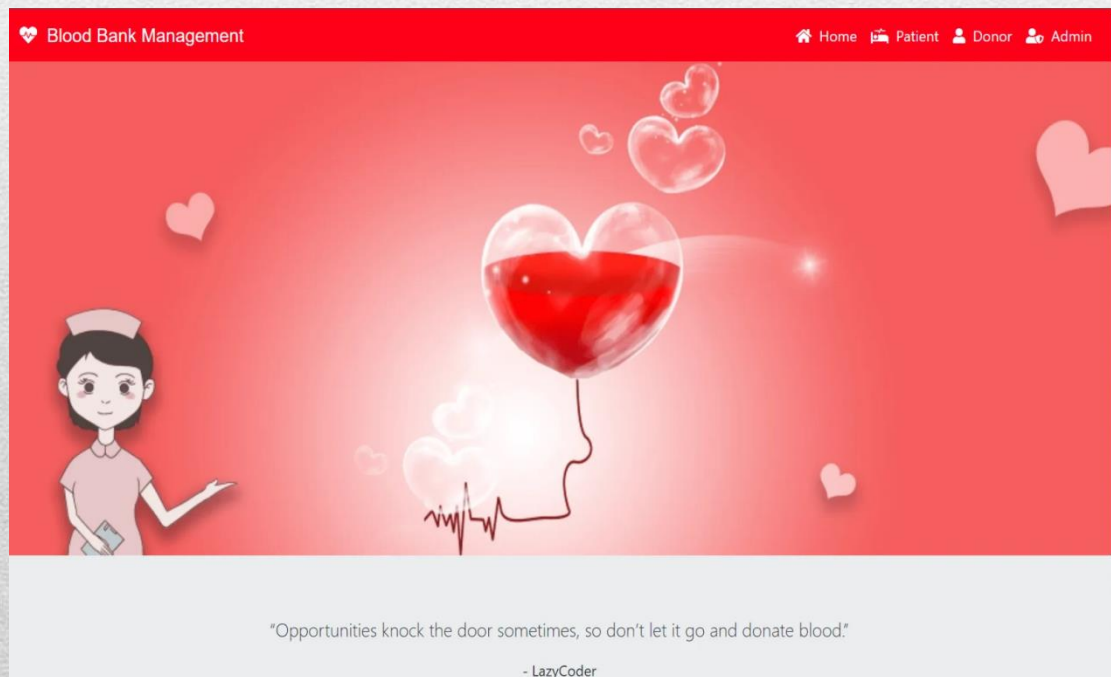 Blood Bank Management
Home Patient Donor Admin
“Opportunities knock the door sometimes, so don’t let it go and donate blood.”
- LazyCoder